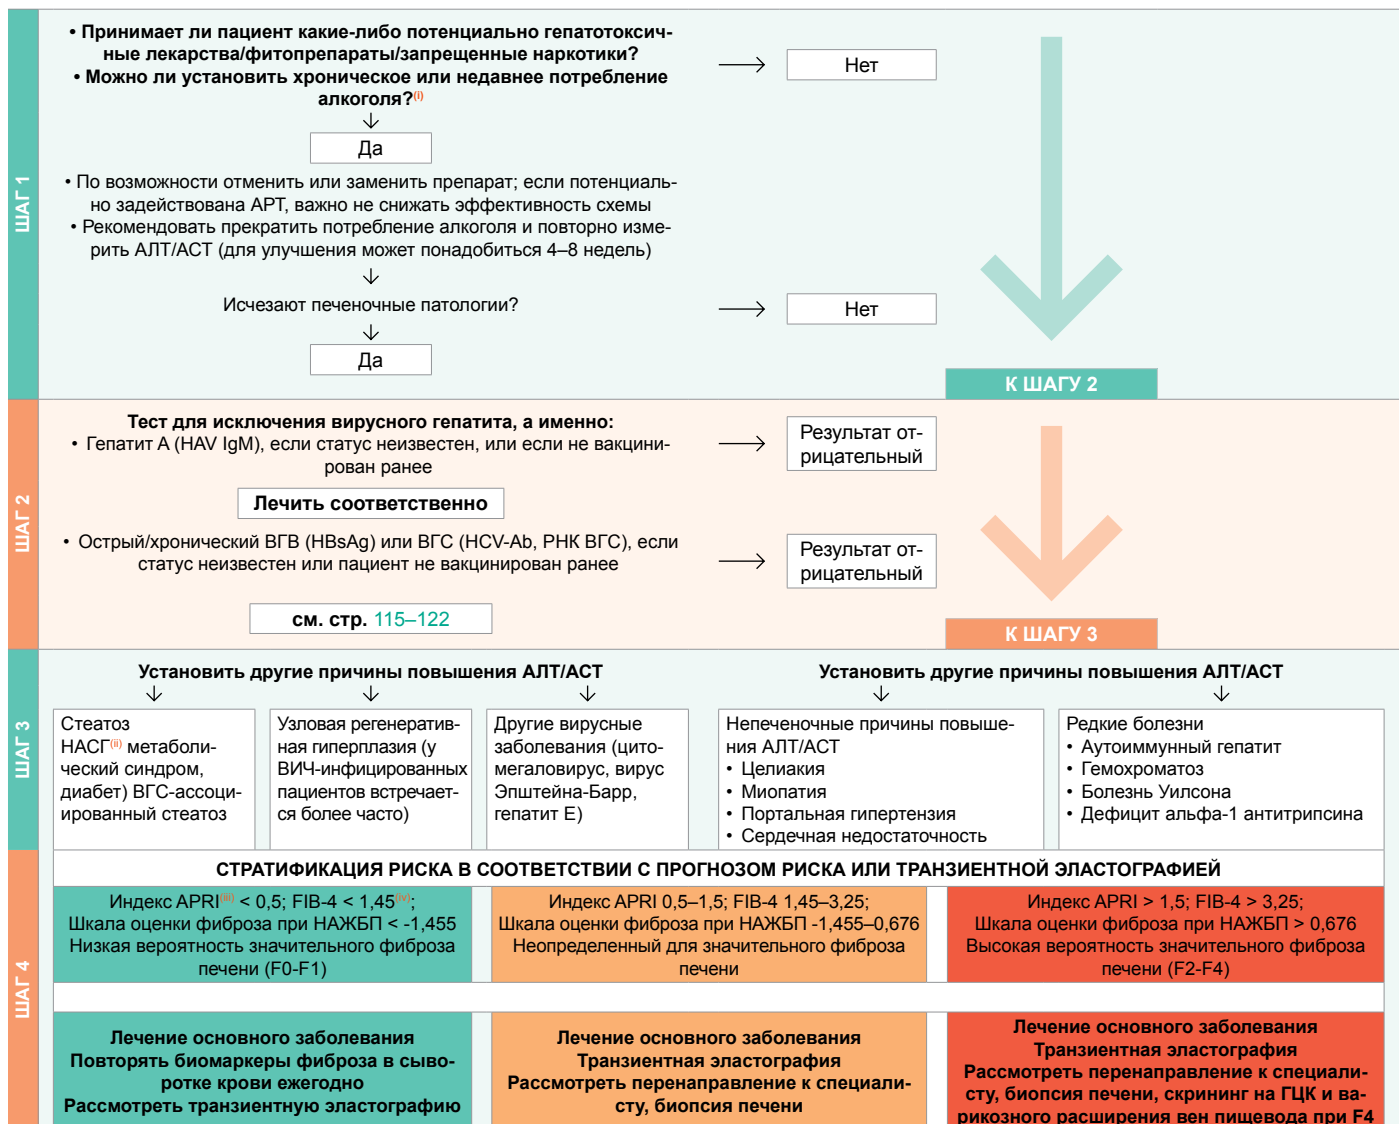 ШАГ 1
• Принимает ли пациент какие-либо потенциально гепатотоксич-
ные лекарства/фитопрепараты/запрещенные наркотики?
• Можно ли установить хроническое или недавнее потребление
алкоголя?(i)
Нет
Да
• По возможности отменить или заменить препарат; если потенциаль-
но задействована АРТ, важно не снижать эффективность схемы
• Рекомендовать прекратить потребление алкоголя и повторно изме-
рить АЛТ/АСТ (для улучшения может понадобиться 4–8 недель)
Исчезают печеночные патологии?
Нет
Да
К ШАГУ 2
ШАГ 2
Тест для исключения вирусного гепатита, а именно:
• Гепатит A (HAV IgM), если статус неизвестен, или если не вакцини-
рован ранее
Результат от-
рицательный
Лечить соответственно
• Острый/хронический ВГВ (HBsAg) или ВГС (HCV-Ab, РНК ВГС), если
статус неизвестен или пациент не вакцинирован ранее
Результат от-
рицательный
см. стр. 115–122
К ШАГУ 3
ШАГ 3
Установить другие причины повышения АЛТ/АСТ
Стеатоз
НАСГ(ii) метаболи-
ческий синдром,
диабет) ВГС-ассоци-
ированный стеатоз
Узловая регенератив-
ная гиперплазия (у
ВИЧ-инфицированных
пациентов встречает-
ся более часто)
Другие вирусные
заболевания (цито-
мегаловирус, вирус
Эпштейна-Барр,
гепатит E)
Установить другие причины повышения АЛТ/АСТ
Непеченочные причины повыше-
ния АЛТ/АСТ
• Целиакия
• Миопатия
• Портальная гипертензия
• Сердечная недостаточность
Редкие болезни
• Аутоиммунный гепатит
• Гемохроматоз
• Болезнь Уилсона
• Дефицит альфа-1 антитрипсина
ШАГ 4
СТРАТИФИКАЦИЯ РИСКА В СООТВЕТСТВИИ С ПРОГНОЗОМ РИСКА ИЛИ ТРАНЗИЕНТНОЙ ЭЛАСТОГРАФИЕЙ
Индекс APRI(iii) < 0,5; FIB-4 < 1,45(iv);
Шкала оценки фиброза при НАЖБП < -1,455
Низкая вероятность значительного фиброза
печени (F0-F1)
Индекс APRI 0,5–1,5; FIB-4 1,45–3,25;
Шкала оценки фиброза при НАЖБП -1,455–0,676
Неопределенный для значительного фиброза
печени
Индекс APRI > 1,5; FIB-4 > 3,25;
Шкала оценки фиброза при НАЖБП > 0,676
Высокая вероятность значительного фиброза
печени (F2-F4)
Лечение основного заболевания
Повторять биомаркеры фиброза в сыво-
ротке крови ежегодно
Рассмотреть транзиентную эластографию
Лечение основного заболевания
Транзиентная эластография
Рассмотреть перенаправление к специали-
сту, биопсия печени
Лечение основного заболевания
Транзиентная эластография
Рассмотреть перенаправление к специали-
сту, биопсия печени, скрининг на ГЦК и ва-
рикозного расширения вен пищевода при F4